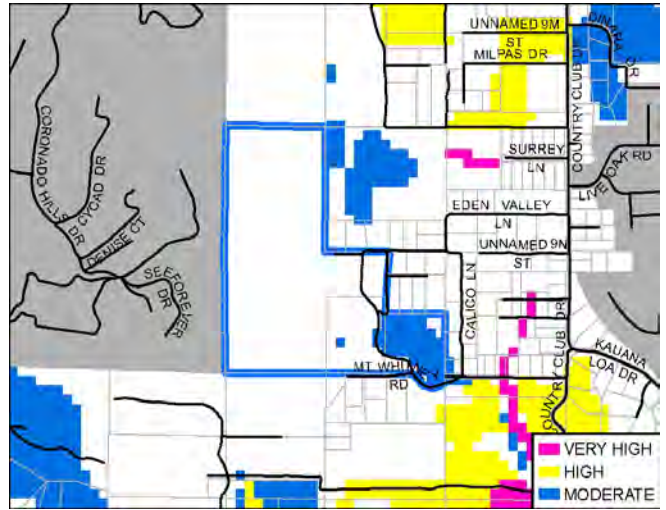 UNNAMED 9M
ST
MILPAS DR
DINARA DR
COUNTRY CLUB D
SURREY
LN
LIVE OAK RD
CORONADO HILLS DR
CYCAD DR
DENISE CT
SEEFOREVER
DR
EDEN VALLEY
LN
UNNAMED 9N
ST
CALICO LN
COUNTRY CLUB DR
KAUANA
LOA DR
MT WHITNEY
RD
VERY HIGH
HIGH
MODERATE